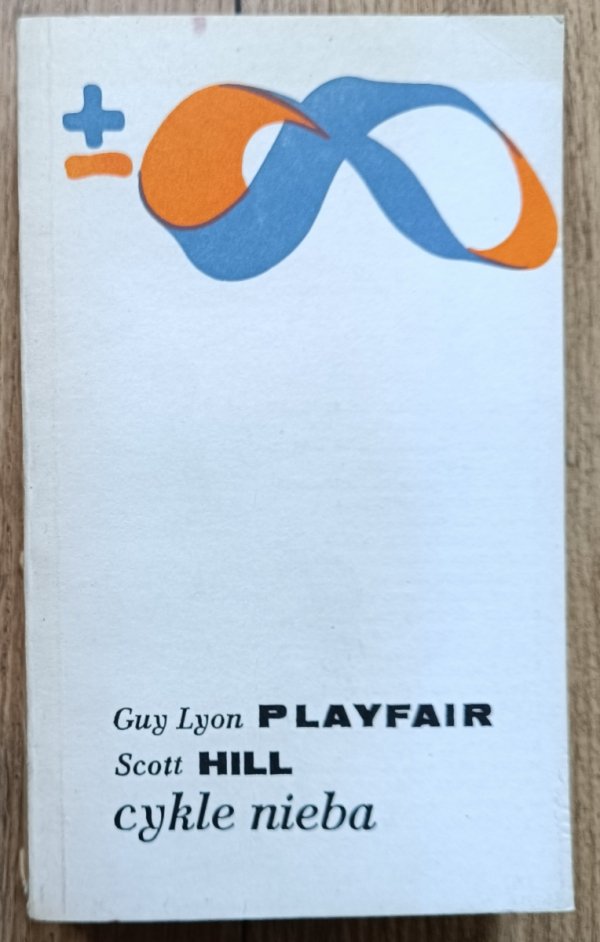 +
−
Guy Lyon PLAYFAIR
Scott HILL
cykle nieba